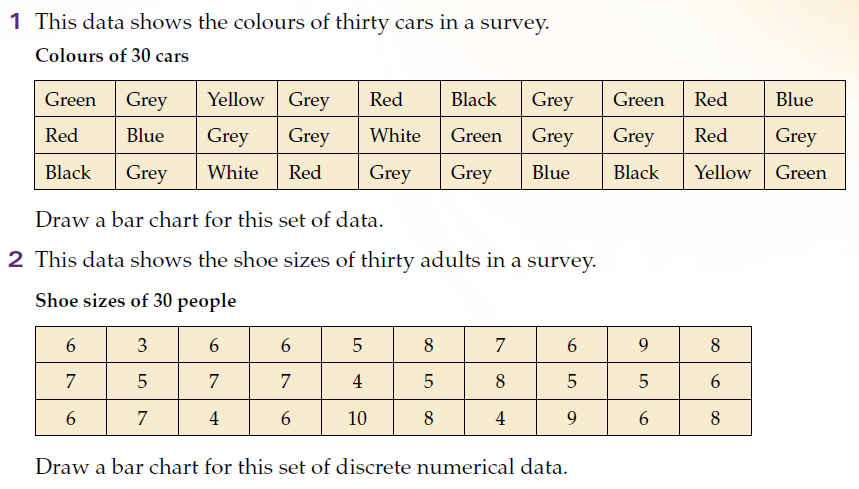 1 This data shows the colours of thirty cars in a survey.
Colours of 30 cars
Green Grey Yellow Grey Red Black Grey Green Red Blue
Red Blue Grey Grey White Green Grey Grey Red Grey
Black Grey White Red Grey Grey Blue Black Yellow Green
Draw a bar chart for this set of data.
2 This data shows the shoe sizes of thirty adults in a survey.
Shoe sizes of 30 people
6 3 6 6 5 8 7 6 9 8
7 5 7 7 4 5 8 5 5 6
6 7 4 6 10 8 4 9 6 8
Draw a bar chart for this set of discrete numerical data.